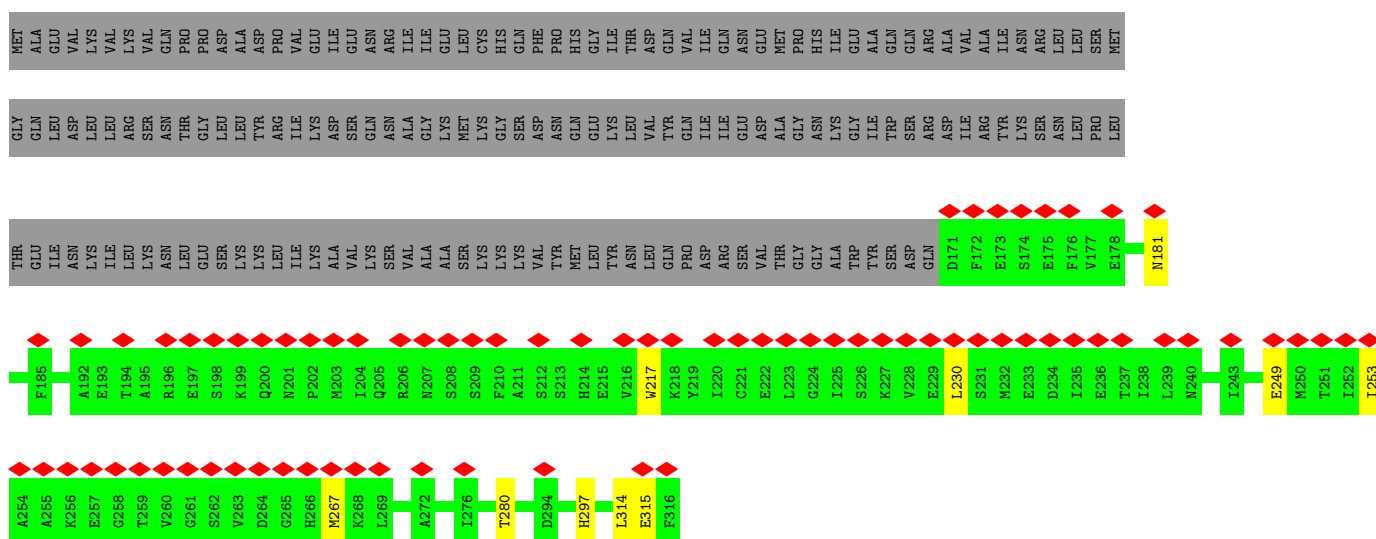 MET ALA GLU VAL LYS VAL LYS VAL GLN PRO PRO ASP ALA ASP PRO VAL GLU ILE GLU ASN ARG ILE ILE GLU LEU CYS HIS GLN PHE PRO HIS GLY ILE THR ASP GLN VAL ILE GLN ASN GLU MET PRO HIS ILE GLU ALA GLN GLN ARG ALA VAL ALA ILE ASN ARG LEU LEU SER MET
GLY GLN LEU ASP LEU LEU ARG SER ASN THR GLY LEU LEU TYR ARG ILE LYS ASP SER GLN ASN ALA GLY LYS MET LYS GLY SER ASP ASN GLN GLU LYS LEU VAL TYR GLN ILE ILE GLU ASP ALA GLY ASN LYS GLY ILE TRP SER ARG ASP ILE ARG TYR LYS SER ASN LEU PRO LEU
THR GLU ILE ASN LYS ILE LEU LYS ASN LEU GLU SER LYS LYS LEU ILE LYS ALA VAL LYS SER VAL ALA ALA SER LYS LYS LYS VAL TYR MET LEU TYR ASN LEU GLN PRO ASP ARG SER VAL THR GLY GLY ALA TRP TYR SER ASP GLN D171 F172 E173 S174 E175 F176 V177 E178 N181
F185 A192 E193 T194 A195 R196 E197 S198 K199 Q200 N201 P202 M203 I204 Q205 R206 N207 S208 S209 F210 A211 S212 S213 H214 E215 V216 W217 K218 Y219 I220 C221 E222 L223 G224 I225 S226 K227 V228 E229 L230 S231 M232 E233 D234 I235 E236 T237 I238 L239 N240 I243 E249 M250 T251 I252 I253
A254 A255 K256 E257 G258 T259 V260 G261 S262 V263 D264 G265 H266 M267 K268 L269 A272 I276 T280 D294 H297 L314 E315 F316